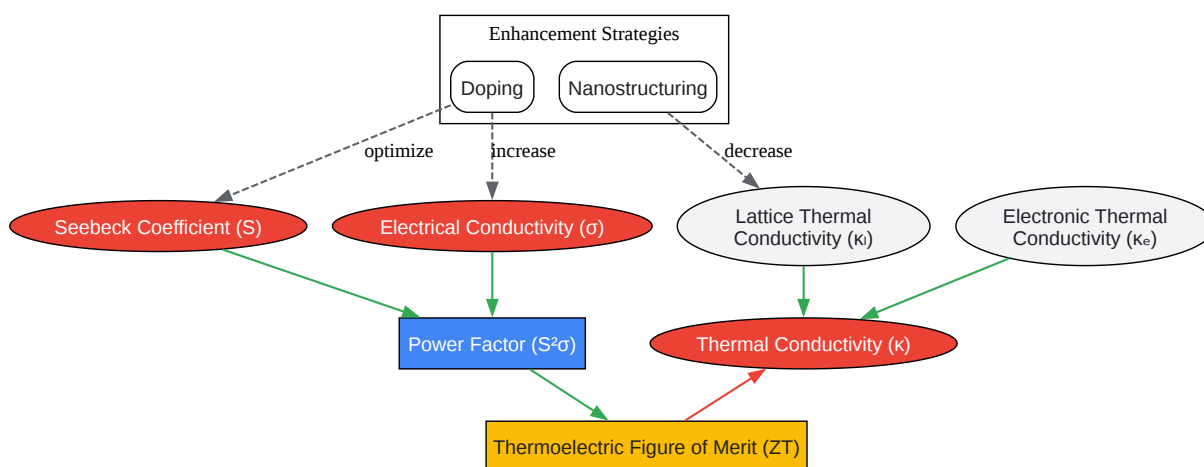 Enhancement Strategies
Doping
Nanostructuring
optimize
increase
decrease
Seebeck Coefficient (S)
Electrical Conductivity (σ)
Lattice Thermal
Conductivity (κₗ)
Electronic Thermal
Conductivity (κₑ)
Power Factor (S²σ)
Thermal Conductivity (κ)
Thermoelectric Figure of Merit (ZT)